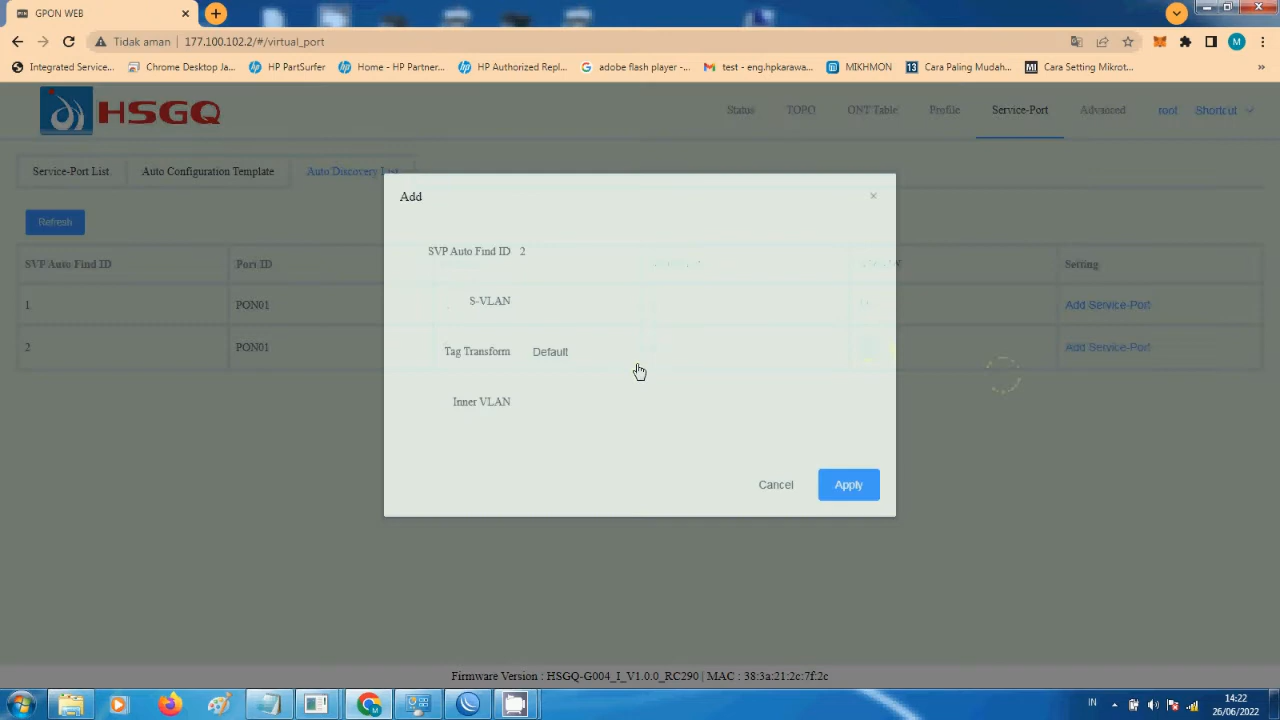 GPON WEB
Tidak aman
177.100.102.2/#/virtual_port
M
Integrated Service...
Chrome Desktop Ja...
HP PartSurfer
Home - HP Partner...
HP Authorized Repl...
adobe flash player -...
test - eng.hpkarawa...
MIKHMON
13
Cara Paling Mudah...
Cara Setting Mikrot...
HSGQ
Status
TOPO
ONT Table
Profile
Service-Port
Advanced
root
Shortcut
Service-Port List
Auto Configuration Template
Auto Discovery List
Refresh
SVP Auto Find ID
Port ID
Setting
1
PON01
Add Service-Port
2
PON01
Add Service-Port
Add
SVP Auto Find ID
2
S-VLAN
Tag Transform
Default
Inner VLAN
Cancel
Apply
Firmware Version : HSGQ-G004_I_V1.0.0_RC290 | MAC : 38:3a:21:2c:7f:2c
IN
14:22
26/06/2022